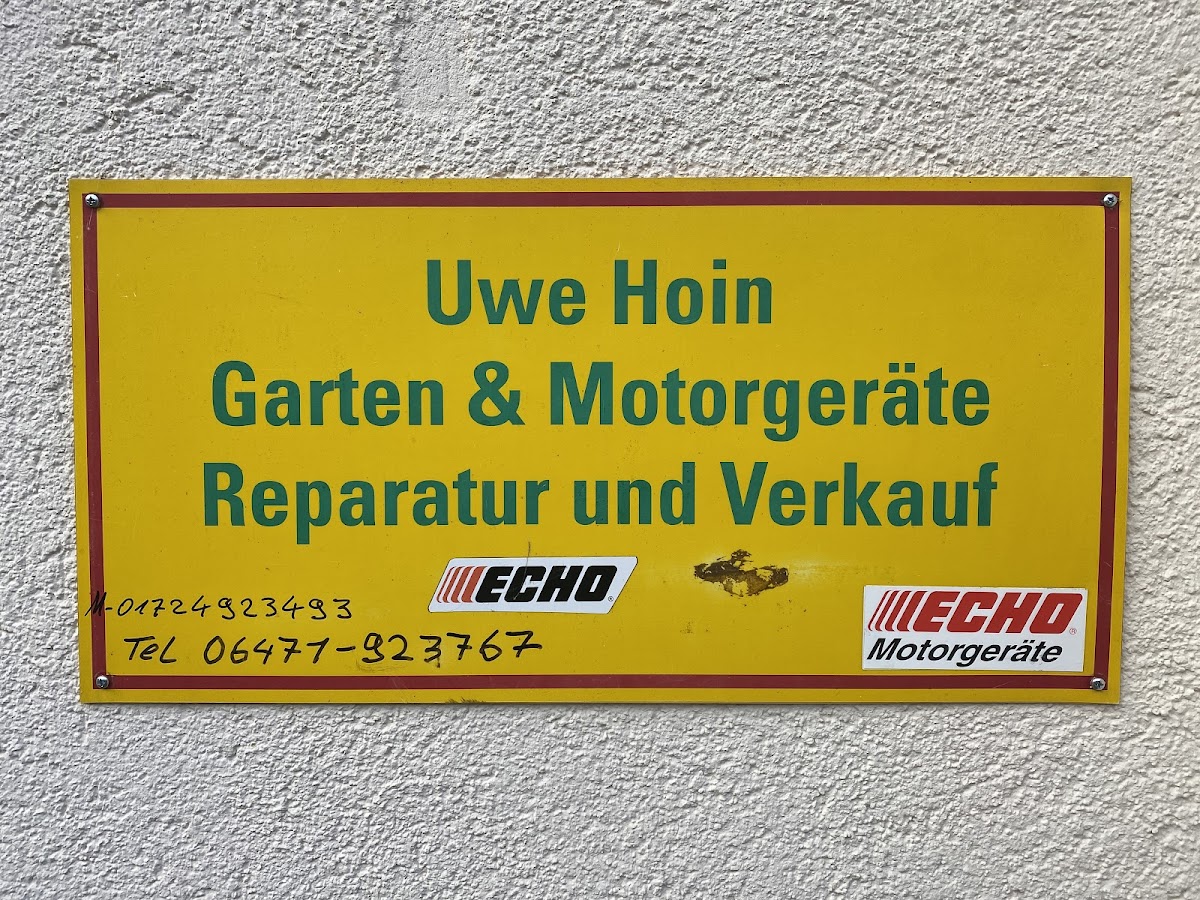 Uwe Hoin
Garten & Motorgeräte
Reparatur und Verkauf
ECHO
M-01724923493
Tel 06471-923767
ECHO
Motorgeräte